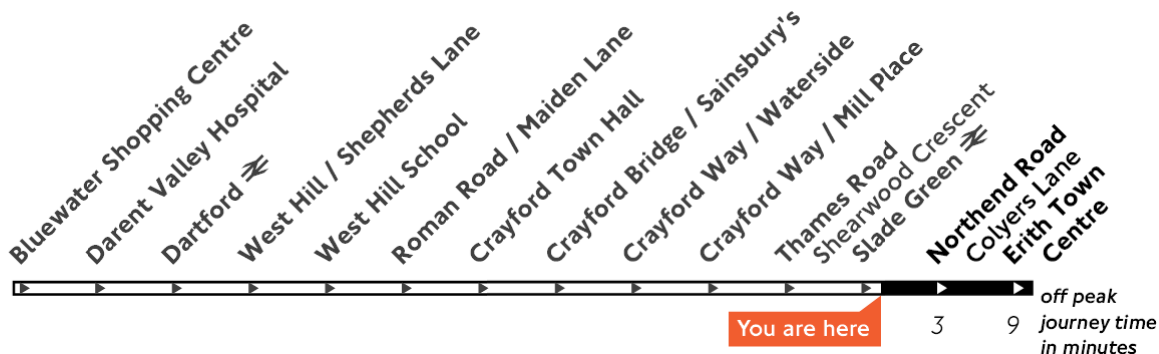 Bluewater Shopping Centre
Darent Valley Hospital
Dartford
West Hill / Shepherds Lane
West Hill School
Roman Road / Maiden Lane
Crayford Town Hall
Crayford Bridge / Sainsbury's
Crayford Way / Waterside
Crayford Way / Mill Place
Thames Road
Shearwood Crescent
Slade Green
Northend Road
Colyers Lane
Erith Town
Centre
You are here
3
9
off peak
journey time
in minutes